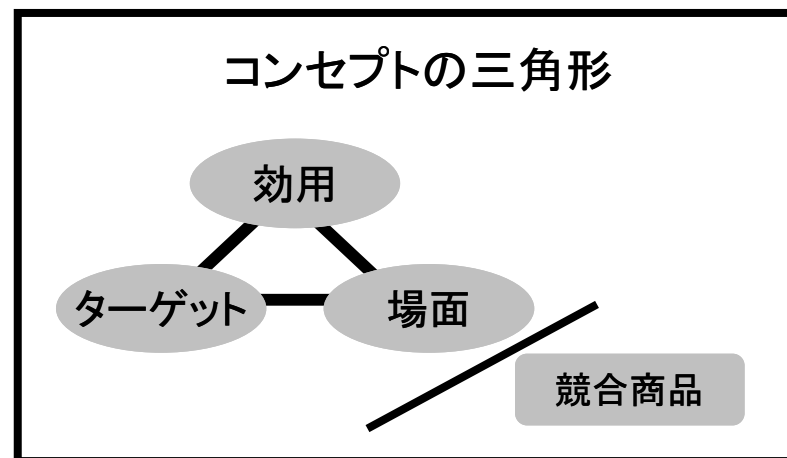 コンセプトの三角形
効用
ターゲット
場面
競合商品